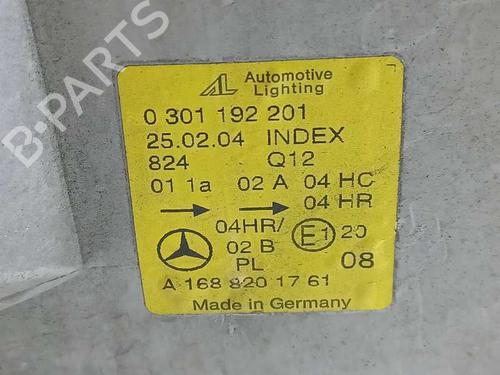 B-PARTS
AL Automotive
Lighting
0 301 192 201
25.02.04 INDEX
824 Q12
01 1a 02 A 04 HC
04 HR
04HR/
02 B E1 20
PL 08
A 168 820 17 61
Made in Germany